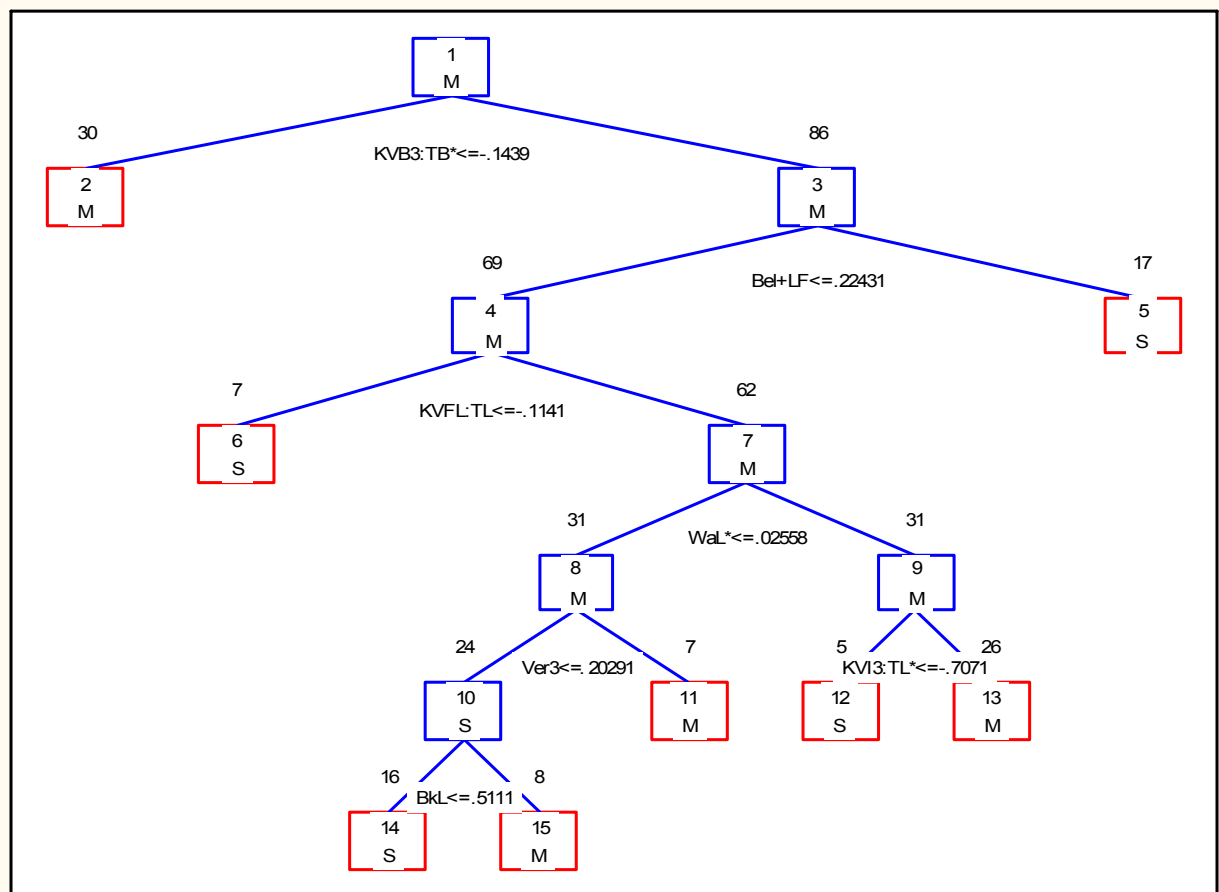 1
M
30
86
KVB3:TB*<=-.1439
2
M
3
M
69
17
Bel+LF<=.22431
4
M
5
S
7
62
KVFL:TL<=-.1141
6
S
7
M
31
31
WaL*<=.02558
8
M
9
M
24
7
5
26
Ver3<=.20291
KVI3:TL*<=-.7071
10
S
11
M
12
S
13
M
16
8
BkL<=.5111
14
S
15
M